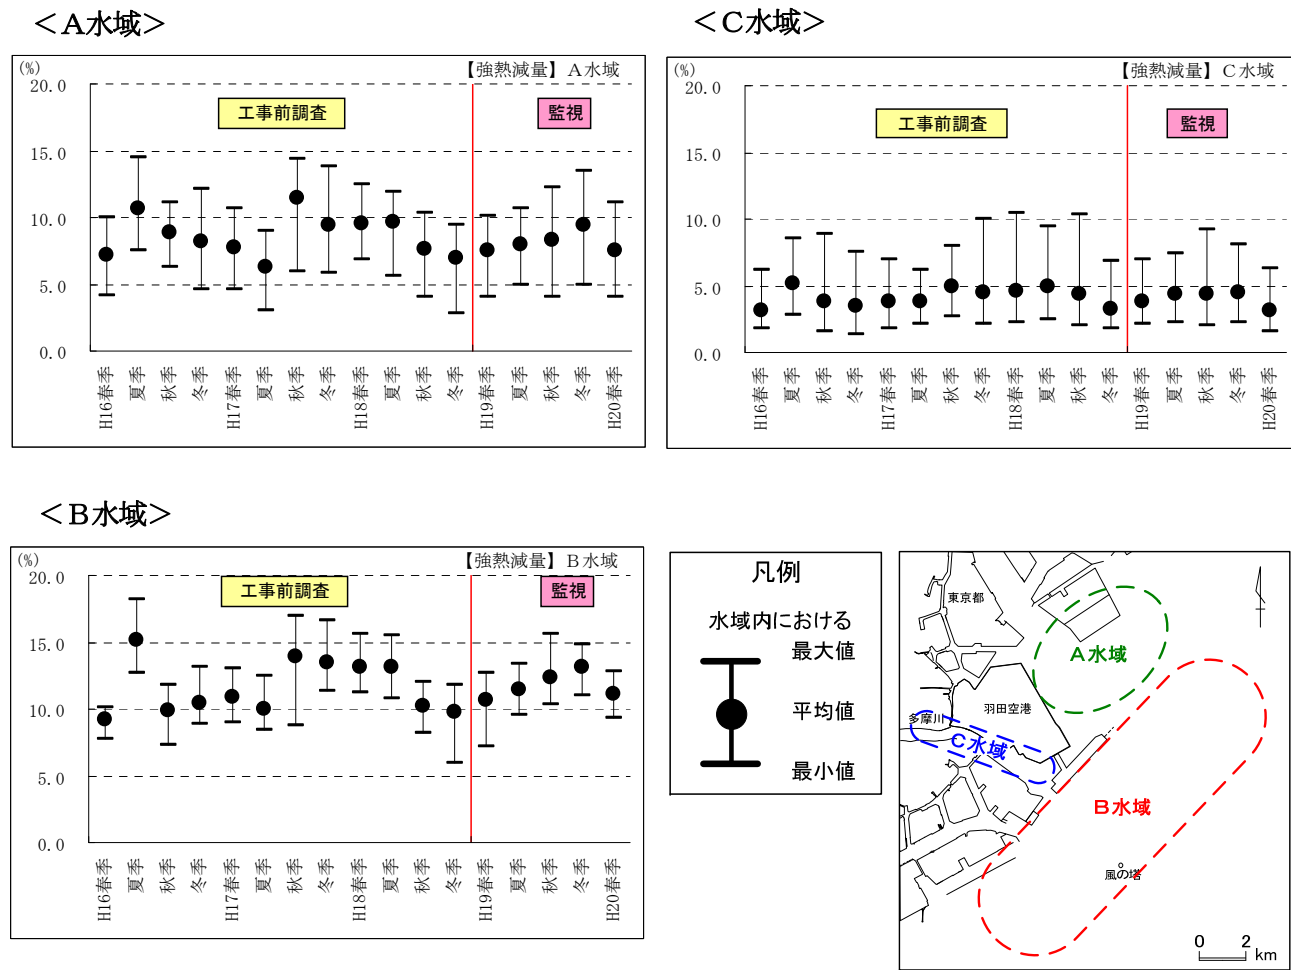 ＜A水域＞
(%)
【強熱減量】A水域
20.0
15.0
10.0
5.0
0.0
工事前調査
監視
H16春季
夏季
秋季
冬季
H17春季
夏季
秋季
冬季
H18春季
夏季
秋季
冬季
H19春季
夏季
秋季
冬季
H20春季
＜C水域＞
(%)
【強熱減量】C水域
20.0
15.0
10.0
5.0
0.0
工事前調査
監視
H16春季
夏季
秋季
冬季
H17春季
夏季
秋季
冬季
H18春季
夏季
秋季
冬季
H19春季
夏季
秋季
冬季
H20春季
＜B水域＞
(%)
【強熱減量】B水域
20.0
15.0
10.0
5.0
0.0
工事前調査
監視
H16春季
夏季
秋季
冬季
H17春季
夏季
秋季
冬季
H18春季
夏季
秋季
冬季
H19春季
夏季
秋季
冬季
H20春季
凡例
水域内における
最大値
平均値
最小値
東京都
A水域
羽田空港
多摩川
C水域
B水域
風の塔
0 2
km